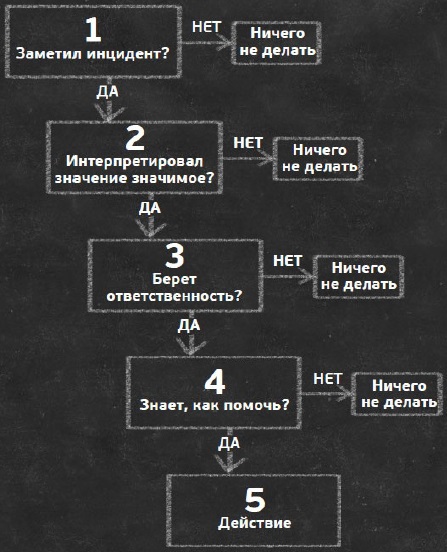 1
Заметил инцидент?
НЕТ
Ничего
не делать
ДА
2
Интерпретировал
значение значимое?
НЕТ
Ничего
не делать
ДА
3
Берет
ответственность?
НЕТ
Ничего
не делать
ДА
4
Знает, как помочь?
НЕТ
Ничего
не делать
ДА
5
Действие